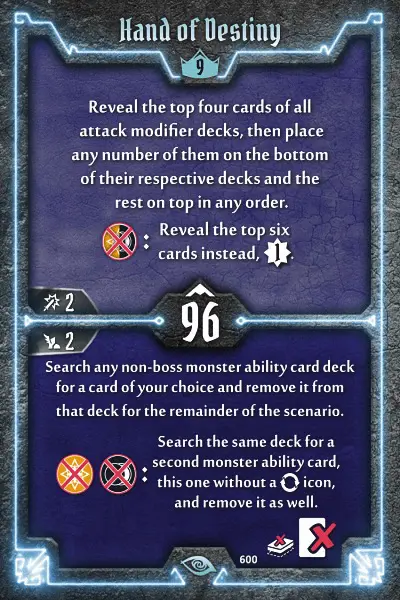 Hand of Destiny
9
Reveal the top four cards of all
attack modifier decks, then place
any number of them on the bottom
of their respective decks and the
rest on top in any order.
: Reveal the top six
cards instead, 1.
2
96
2
Search any non-boss monster ability card deck
for a card of your choice and remove it from
that deck for the remainder of the scenario.
: Search the same deck for a
second monster ability card,
this one without a icon,
and remove it as well.
600